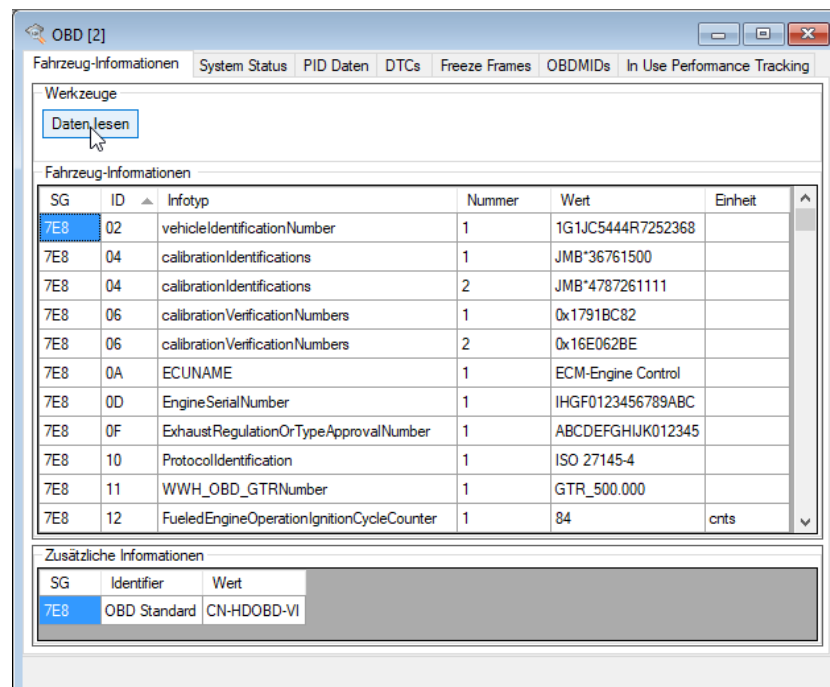 OBD [2]
Fahrzeug-Informationen System Status PID Daten DTCs Freeze Frames OBDMIDs In Use Performance Tracking
Werkzeuge
Daten lesen
Fahrzeug-Informationen
SG ID Infotyp Nummer Wert Einheit
7E8 02 vehicleIdentificationNumber 1 1G1JC5444R7252368
7E8 04 calibrationIdentifications 1 JMB*36761500
7E8 04 calibrationIdentifications 2 JMB*4787261111
7E8 06 calibrationVerificationNumbers 1 0x1791BC82
7E8 06 calibrationVerificationNumbers 2 0x16E062BE
7E8 0A ECUNAME 1 ECM-Engine Control
7E8 0D EngineSerialNumber 1 IHGF0123456789ABC
7E8 0F ExhaustRegulationOrTypeApprovalNumber 1 ABCDEFGHIJK012345
7E8 10 ProtocolIdentification 1 ISO 27145-4
7E8 11 WWH_OBD_GTRNumber 1 GTR_500.000
7E8 12 FueledEngineOperationIgnitionCycleCounter 1 84 cnts
Zusätzliche Informationen
SG Identifier Wert
7E8 OBD Standard CN-HDOBD-VI